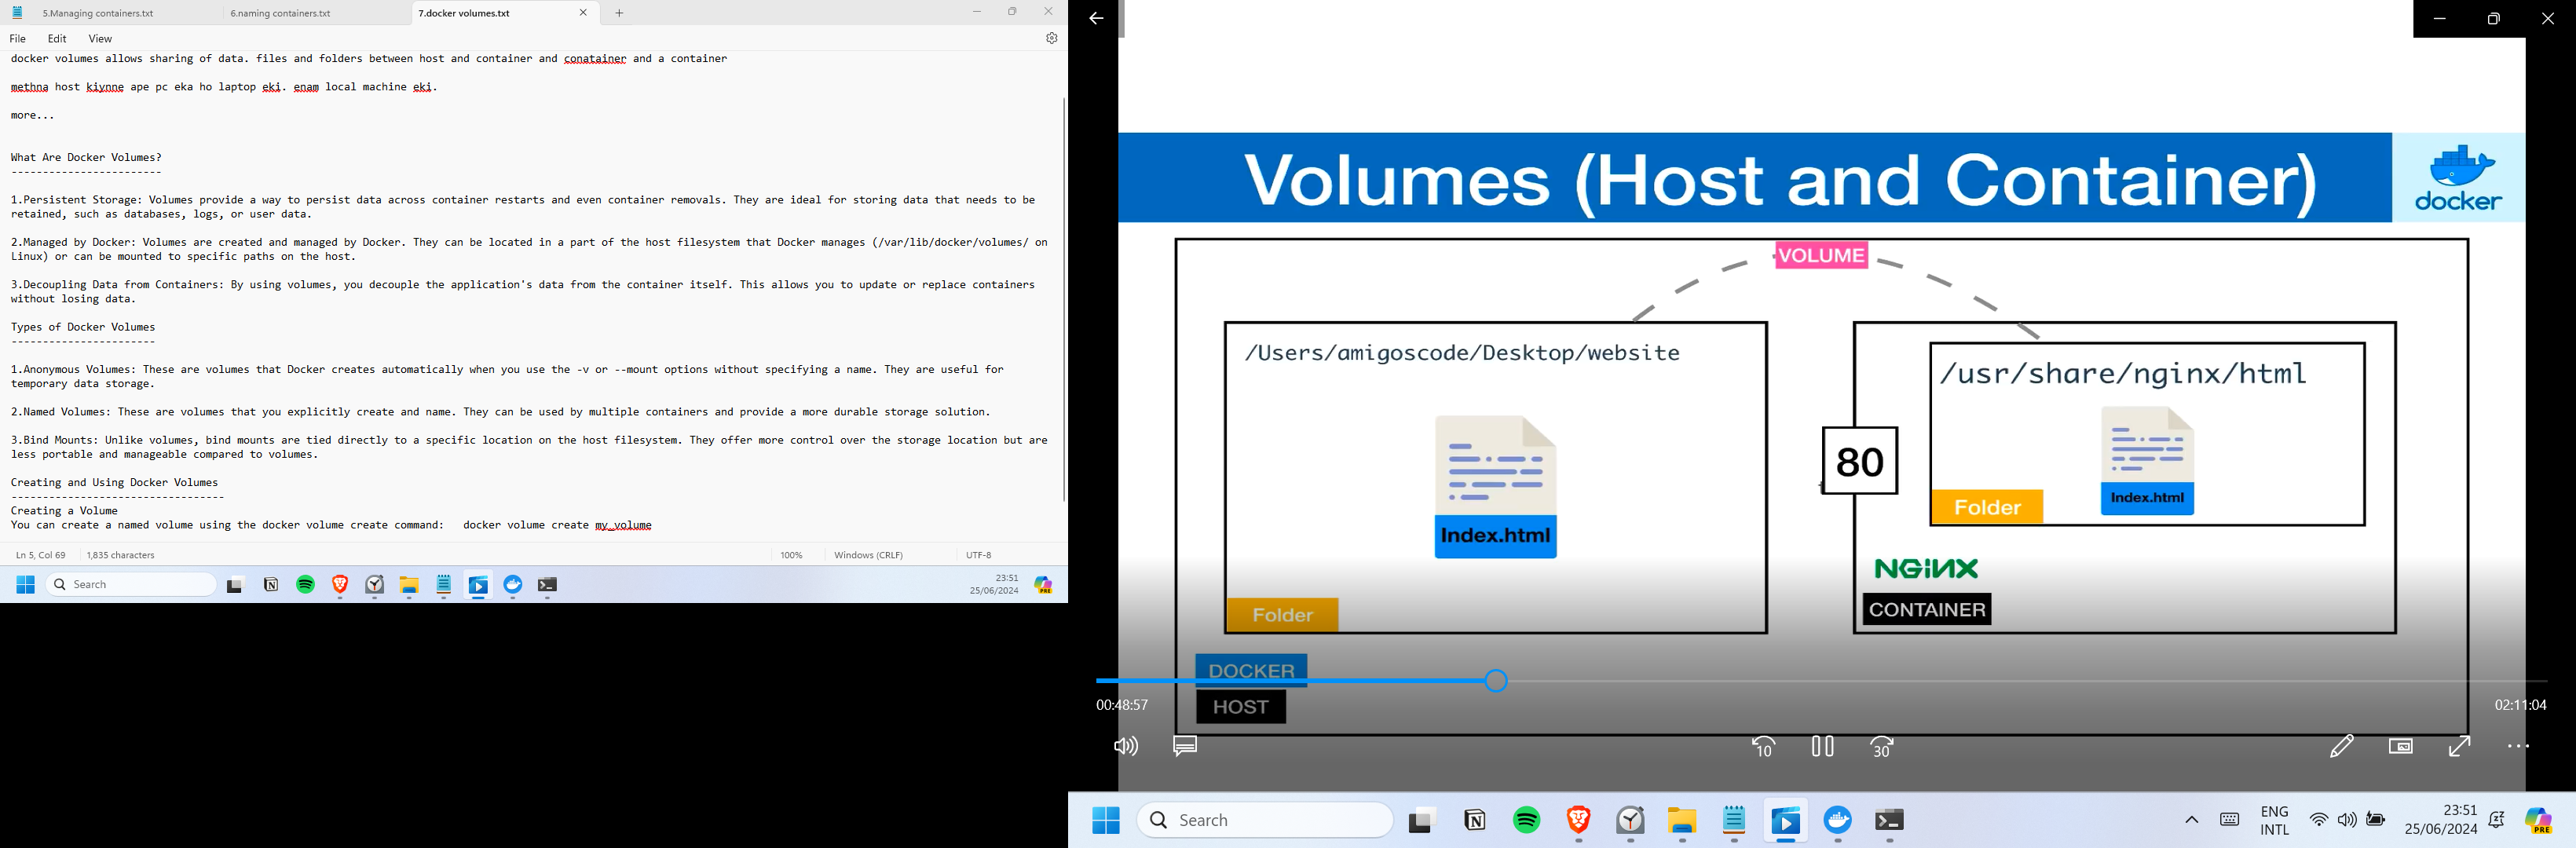 5.Managing containers.txt
6.naming containers.txt
7.docker volumes.txt
File Edit View
docker volumes allows sharing of data. files and folders between host and container and conatainer and a container
methna host kiynne ape pc eka ho laptop eki. enam local machine eki.
more...
What Are Docker Volumes?
------------------------
1.Persistent Storage: Volumes provide a way to persist data across container restarts and even container removals. They are ideal for storing data that needs to be
retained, such as databases, logs, or user data.
2.Managed by Docker: Volumes are created and managed by Docker. They can be located in a part of the host filesystem that Docker manages (/var/lib/docker/volumes/ on
Linux) or can be mounted to specific paths on the host.
3.Decoupling Data from Containers: By using volumes, you decouple the application's data from the container itself. This allows you to update or replace containers
without losing data.
Types of Docker Volumes
-----------------------
1.Anonymous Volumes: These are volumes that Docker creates automatically when you use the -v or --mount options without specifying a name. They are useful for
temporary data storage.
2.Named Volumes: These are volumes that you explicitly create and name. They can be used by multiple containers and provide a more durable storage solution.
3.Bind Mounts: Unlike volumes, bind mounts are tied directly to a specific location on the host filesystem. They offer more control over the storage location but are
less portable and manageable compared to volumes.
Creating and Using Docker Volumes
----------------------------------
Creating a Volume
You can create a named volume using the docker volume create command:   docker volume create my_volume
Ln 5, Col 69 1,835 characters 100% Windows (CRLF) UTF-8
Search
23:51
25/06/2024
PRE
Volumes (Host and Container)
docker
VOLUME
/Users/amigoscode/Desktop/website
Index.html
Folder
/usr/share/nginx/html
80
Index.html
Folder
NGINX
CONTAINER
DOCKER
HOST
00:48:57
02:11:04
10
30
Search
ENG
INTL
23:51
25/06/2024
PRE